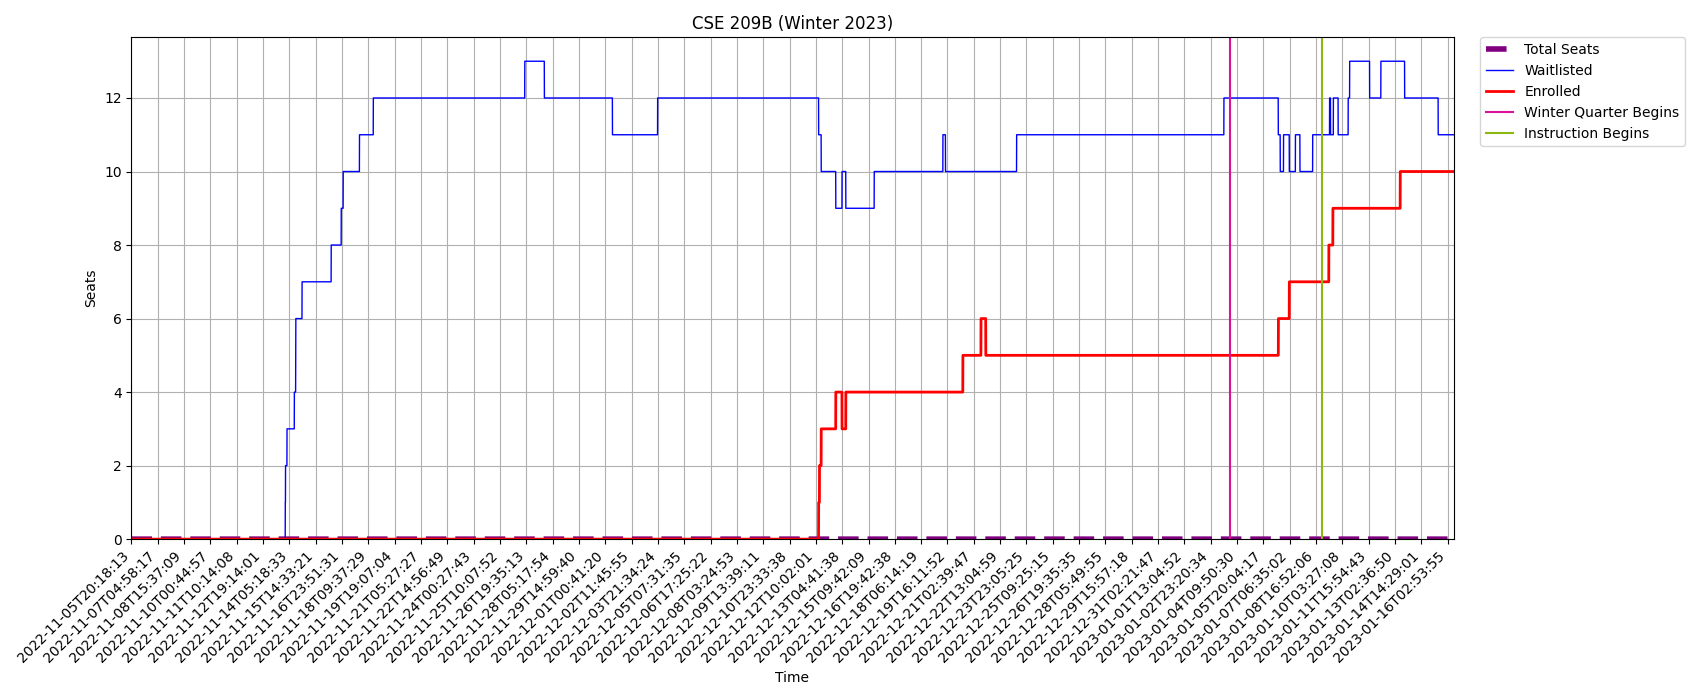 CSE 209B (Winter 2023)
Total Seats
Waitlisted
Enrolled
Winter Quarter Begins
Instruction Begins
Seats
12
10
8
6
4
2
0
2022-11-05T20:18:13
2022-11-07T04:58:17
2022-11-08T15:37:09
2022-11-10T00:44:57
2022-11-11T10:14:08
2022-11-12T19:14:01
2022-11-14T05:18:33
2022-11-15T14:33:21
2022-11-16T23:51:31
2022-11-18T09:37:29
2022-11-19T19:07:04
2022-11-21T05:27:27
2022-11-22T14:56:49
2022-11-24T00:27:43
2022-11-25T10:07:52
2022-11-26T19:35:13
2022-11-28T05:17:54
2022-11-29T14:59:40
2022-12-01T00:41:20
2022-12-02T11:45:55
2022-12-03T21:34:24
2022-12-05T07:31:35
2022-12-06T17:25:22
2022-12-08T03:24:53
2022-12-09T13:39:11
2022-12-10T23:33:38
2022-12-12T10:02:01
2022-12-13T04:41:38
2022-12-15T09:42:09
2022-12-16T19:42:38
2022-12-18T06:14:19
2022-12-19T16:11:52
2022-12-21T02:39:47
2022-12-22T13:04:59
2022-12-23T23:05:25
2022-12-25T09:25:15
2022-12-26T19:35:35
2022-12-28T05:49:55
2022-12-29T15:57:18
2022-12-31T02:21:47
2023-01-01T13:04:52
2023-01-02T23:20:34
2023-01-04T09:50:30
2023-01-05T20:04:17
2023-01-07T06:35:02
2023-01-08T16:52:06
2023-01-10T03:27:08
2023-01-11T15:54:43
2023-01-13T02:36:50
2023-01-14T14:29:01
2023-01-16T02:53:55
Time